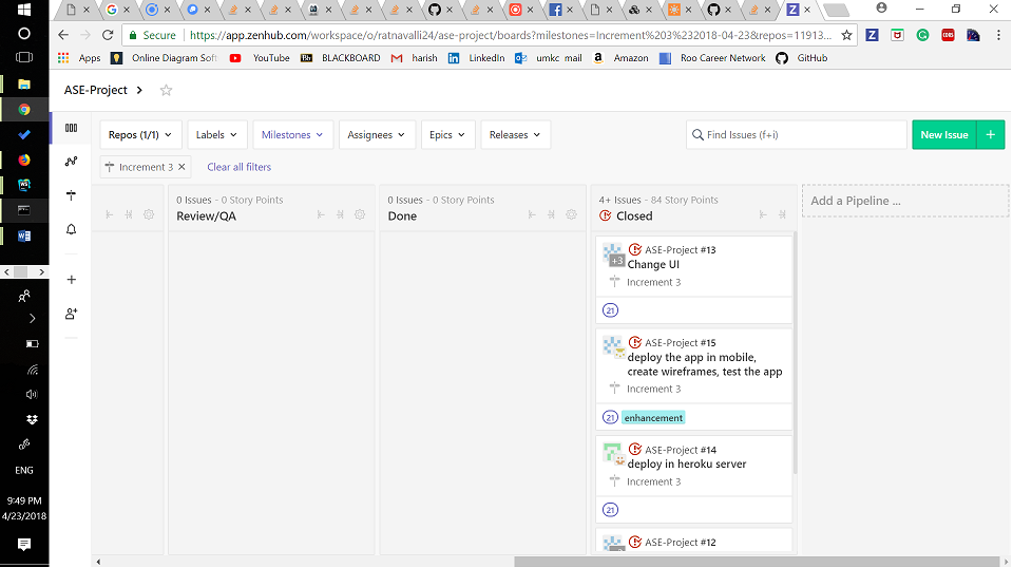 Secure
https://app.zenhub.com/workspace/o/ratnavalli24/ase-project/boards?milestones=Increment%203%232018-04-23&repos=11913...
Apps
Online Diagram Soft
YouTube
BLACKBOARD
harish
LinkedIn
umkc mail
Amazon
Roo Career Network
GitHub
ASE-Project
Repos (1/1)
Labels
Milestones
Assignees
Epics
Releases
Find Issues (f+i)
New Issue
+
Increment 3
Clear all filters
0 Issues - 0 Story Points
Review/QA
0 Issues - 0 Story Points
Done
4+ Issues - 84 Story Points
Closed
Add a Pipeline ...
+3
ASE-Project #13
Change UI
Increment 3
21
ASE-Project #15
deploy the app in mobile,
create wireframes, test the app
Increment 3
21
enhancement
ASE-Project #14
deploy in heroku server
Increment 3
21
ASE-Project #12
ENG
9:49 PM
4/23/2018